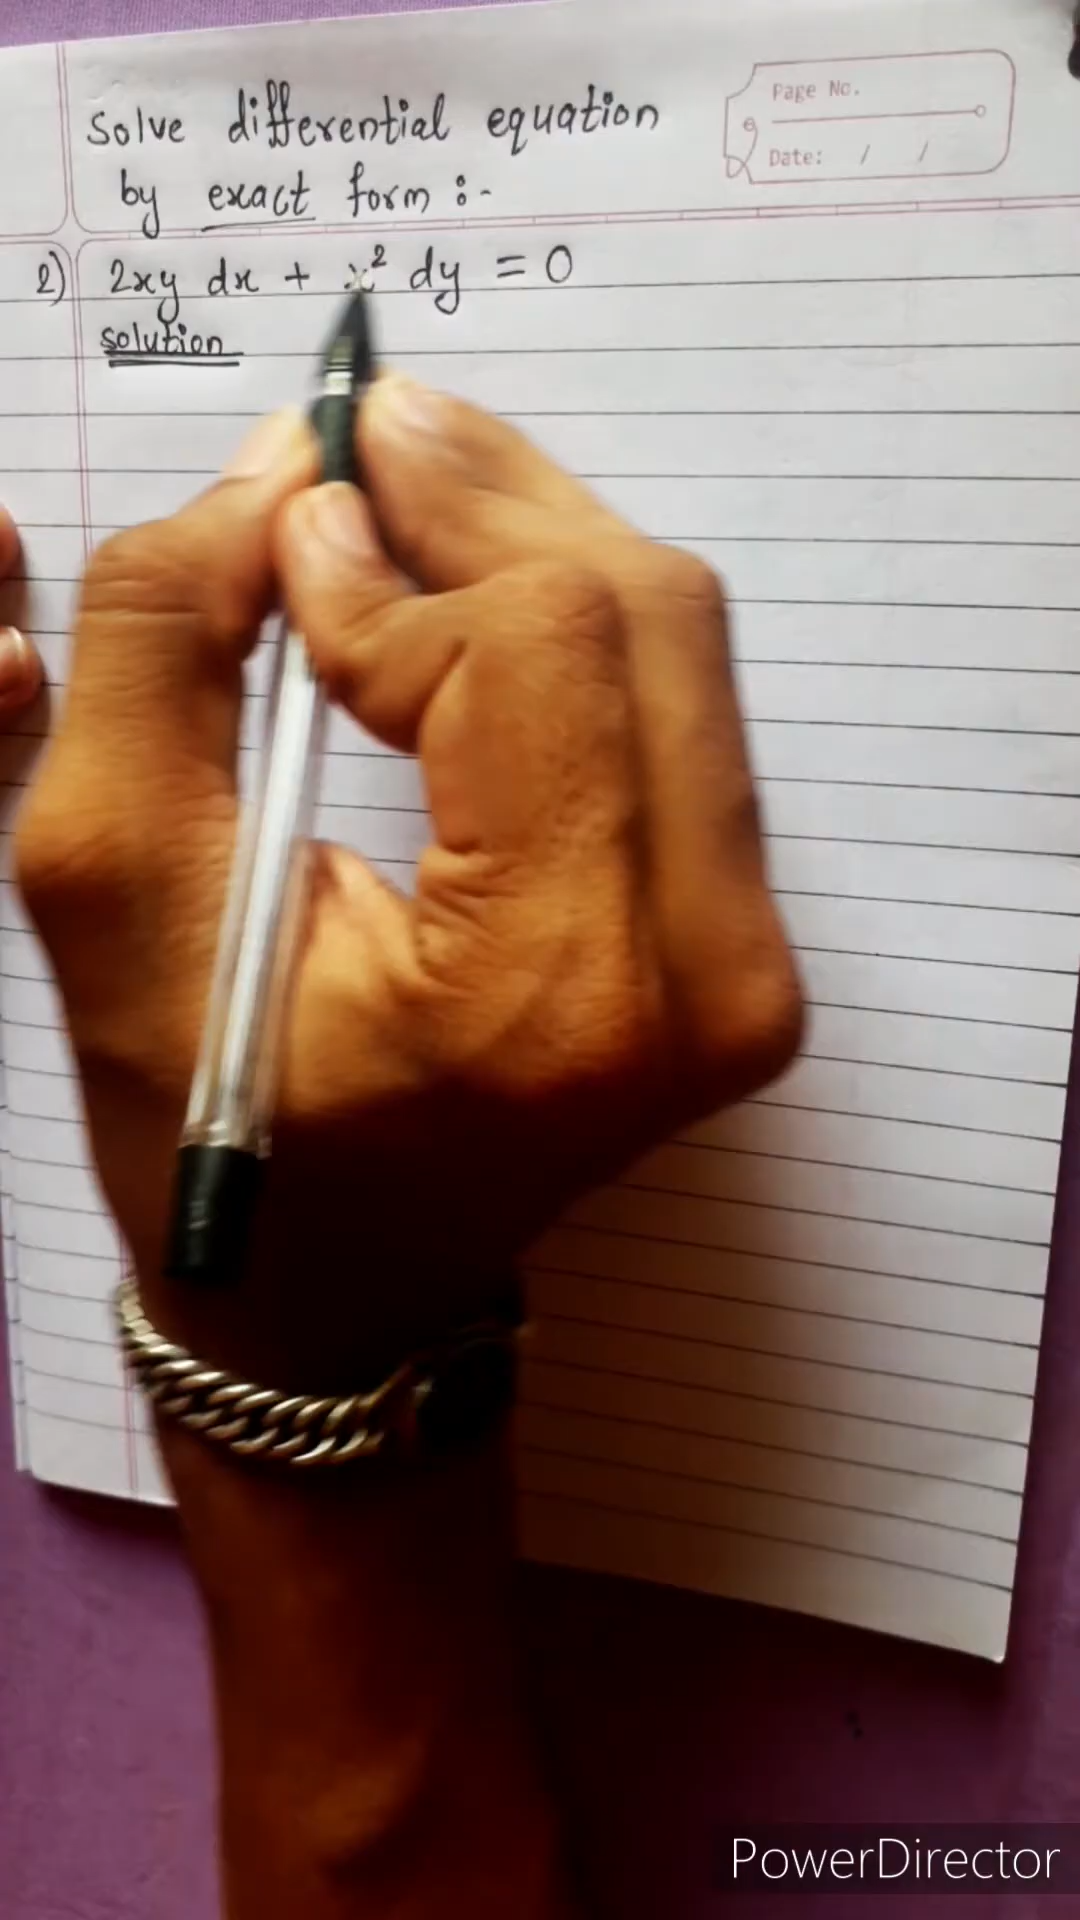 Solve differential equation
by exact form :-
Page No.
Date: / /
2) 2xy dx + x² dy = 0
solution
PowerDirector